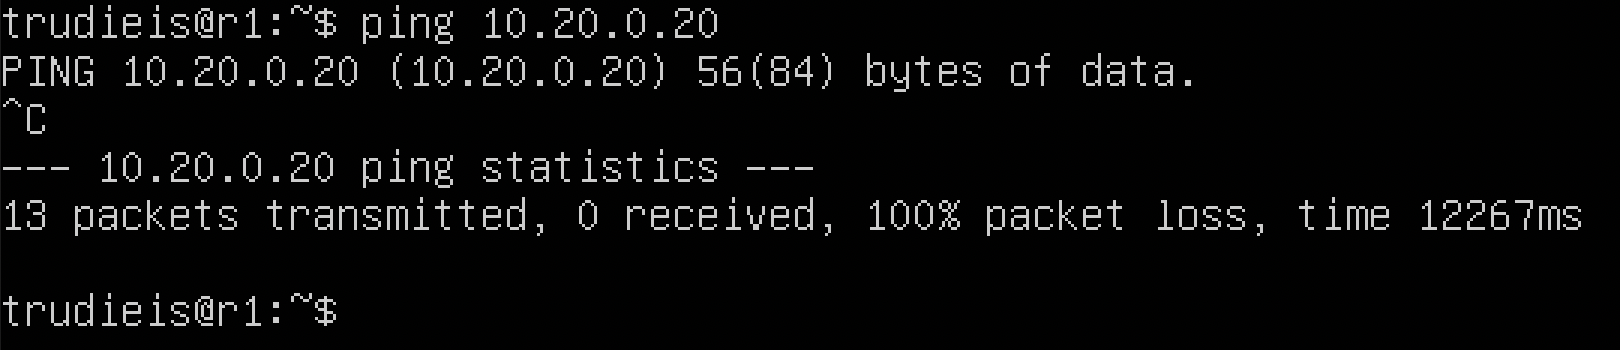 trudieis@r1:~$ ping 10.20.0.20
PING 10.20.0.20 (10.20.0.20) 56(84) bytes of data.
^C
--- 10.20.0.20 ping statistics ---
13 packets transmitted, 0 received, 100% packet loss, time 12267ms
trudieis@r1:~$